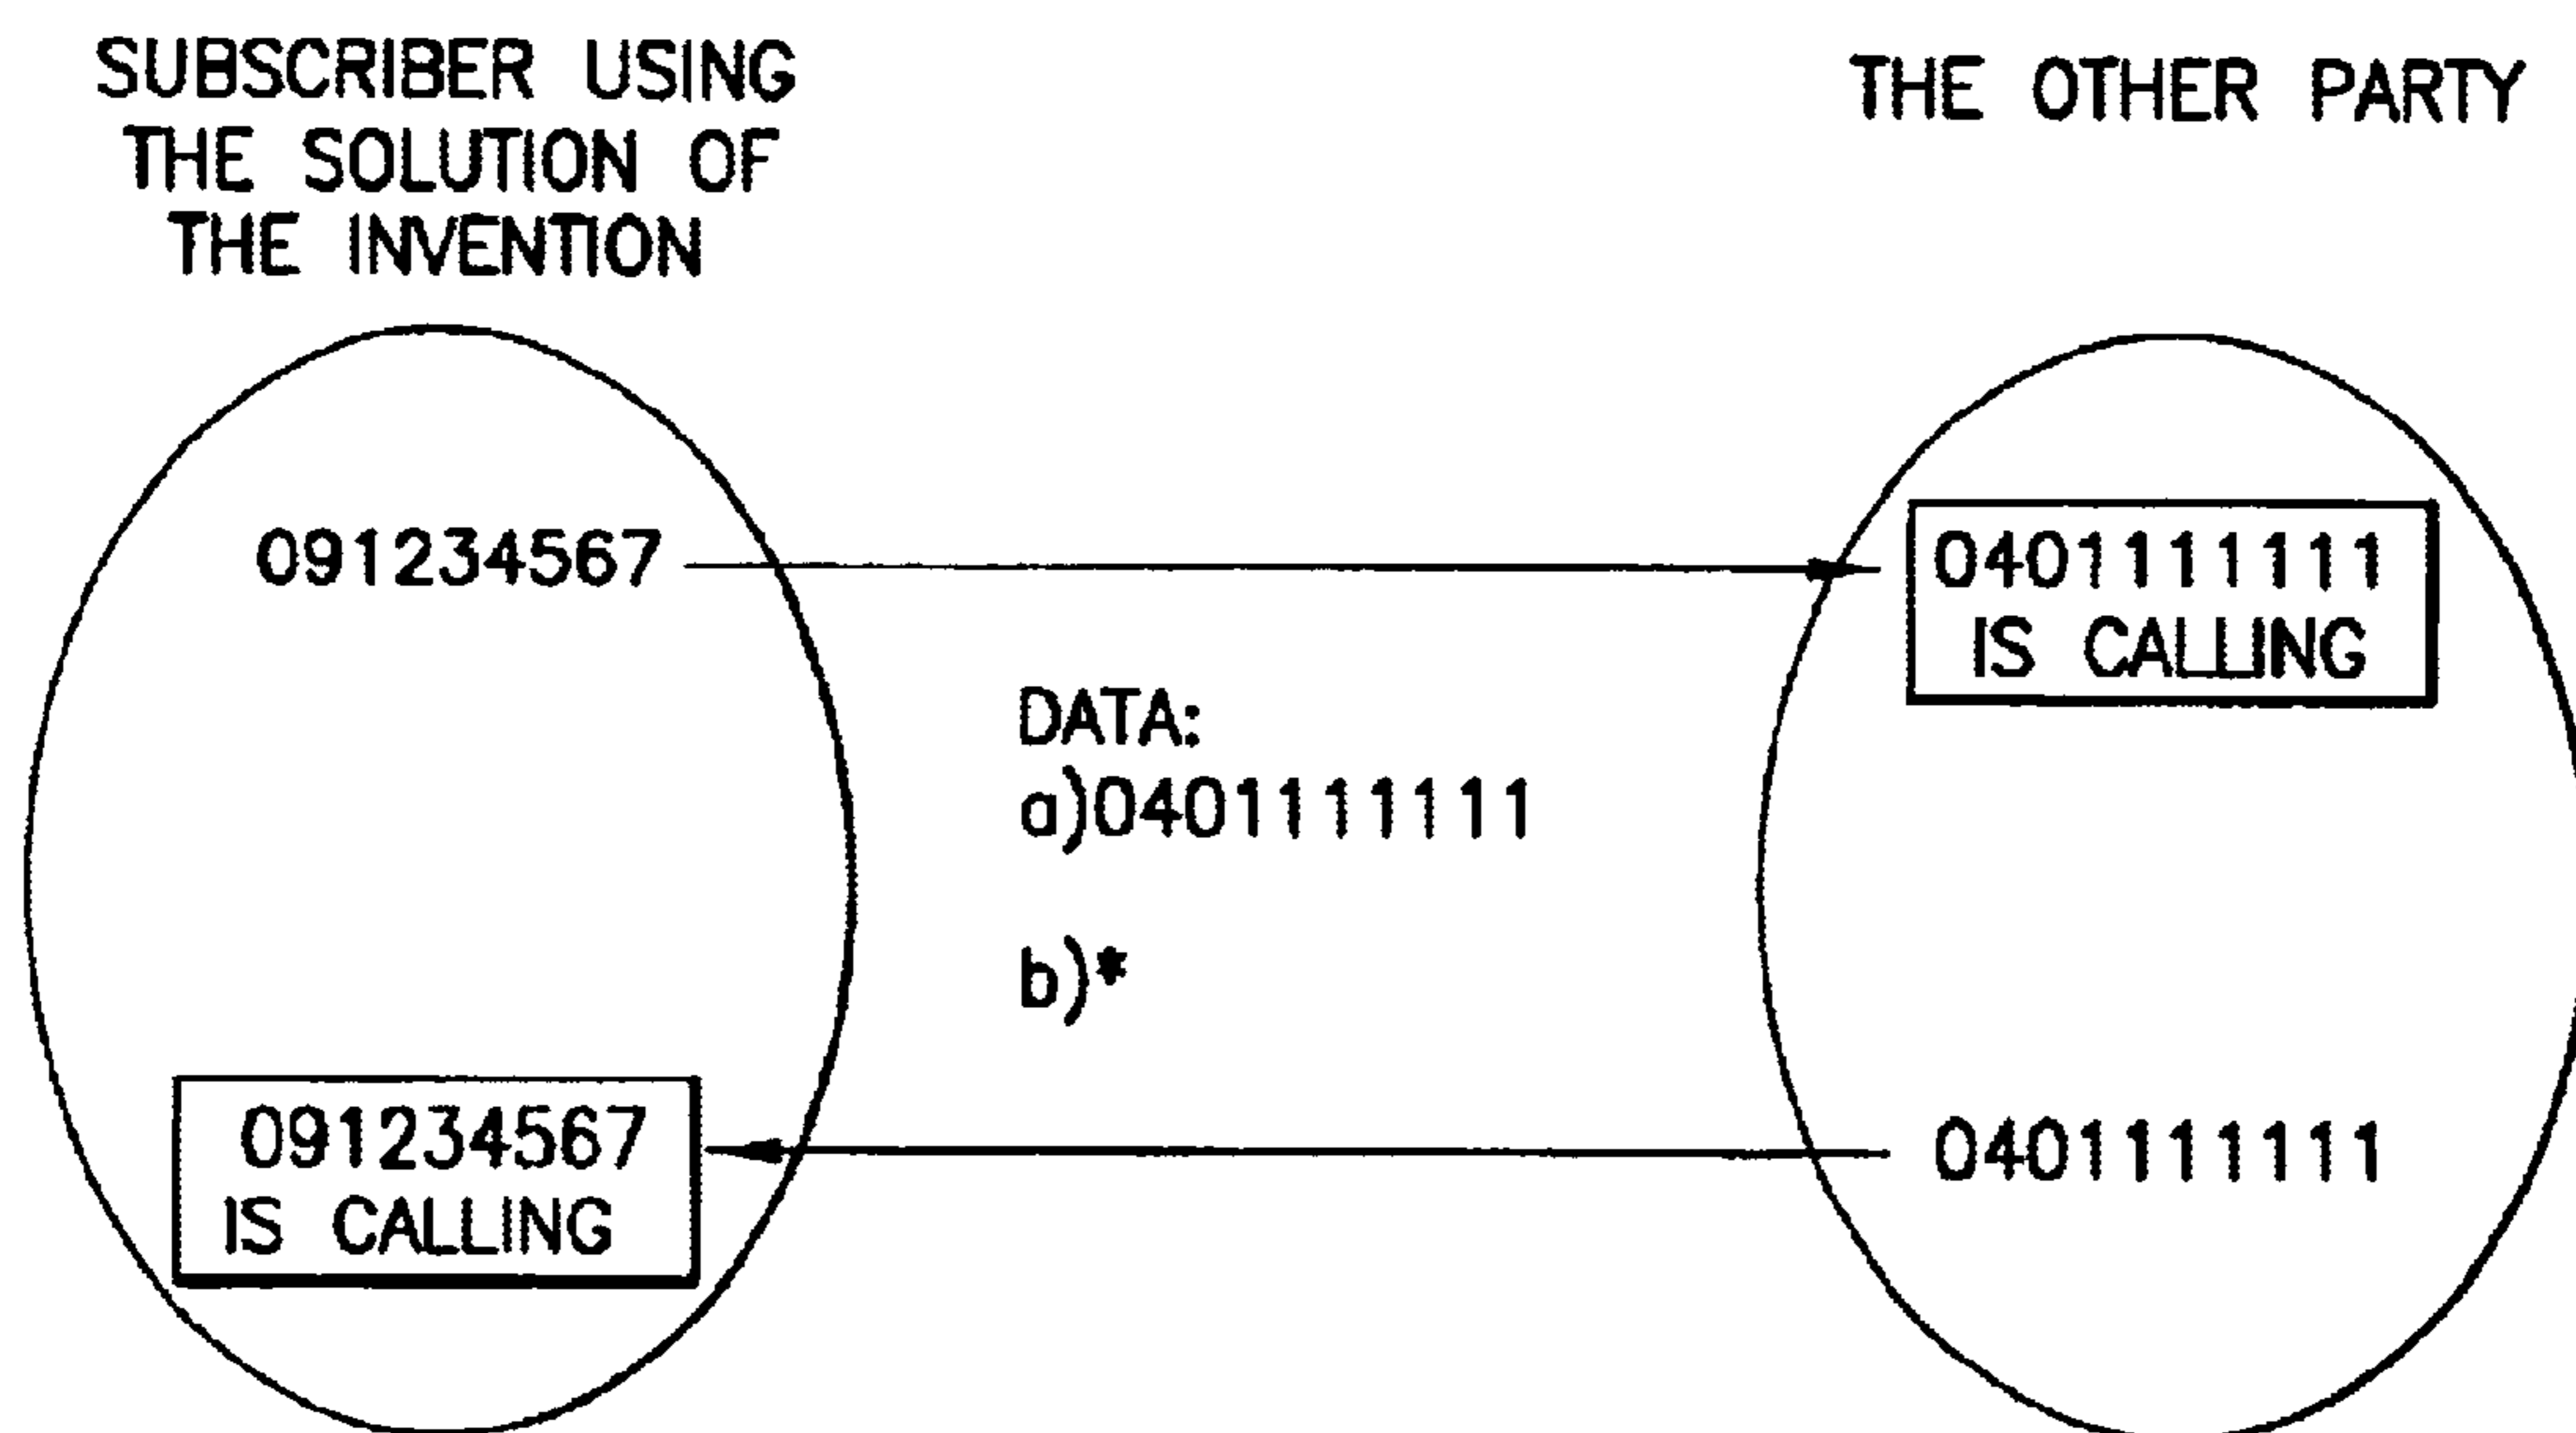 SUBSCRIBER USING
THE SOLUTION OF
THE INVENTION
THE OTHER PARTY
091234567
0401111111
IS CALLING
DATA:
a)0401111111
b)*
091234567
IS CALLING
0401111111